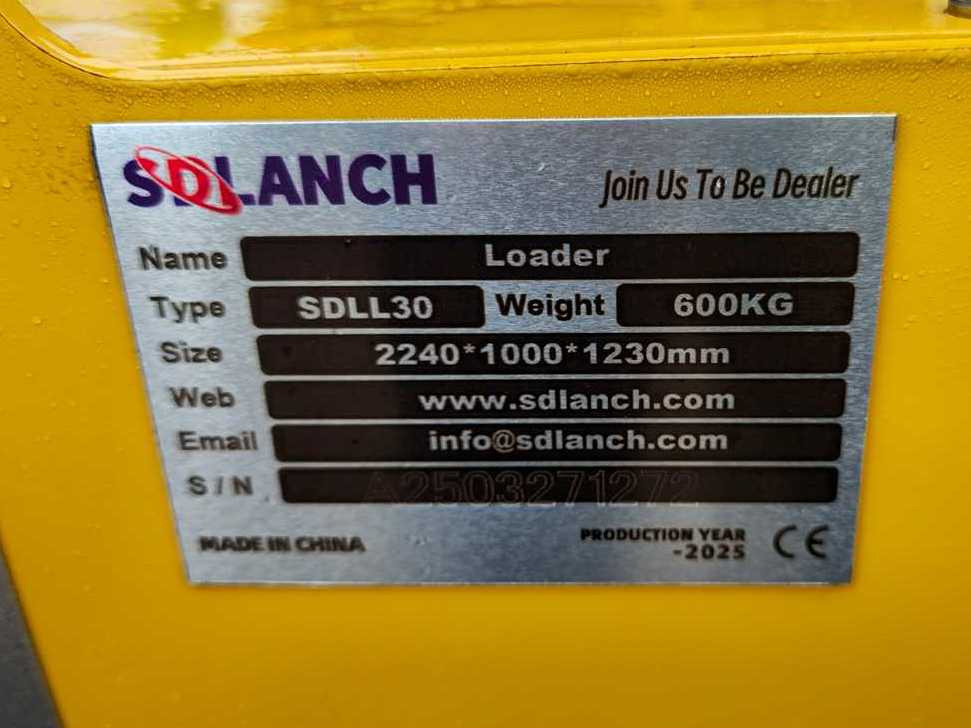 SDLANCH Join Us To Be Dealer
Name Loader
Type SDLL30 Weight 600KG
Size 2240*1000*1230mm
Web www.sdlanch.com
Email info@sdlanch.com
S/N A2503271272
MADE IN CHINA PRODUCTION YEAR
-2025 CE